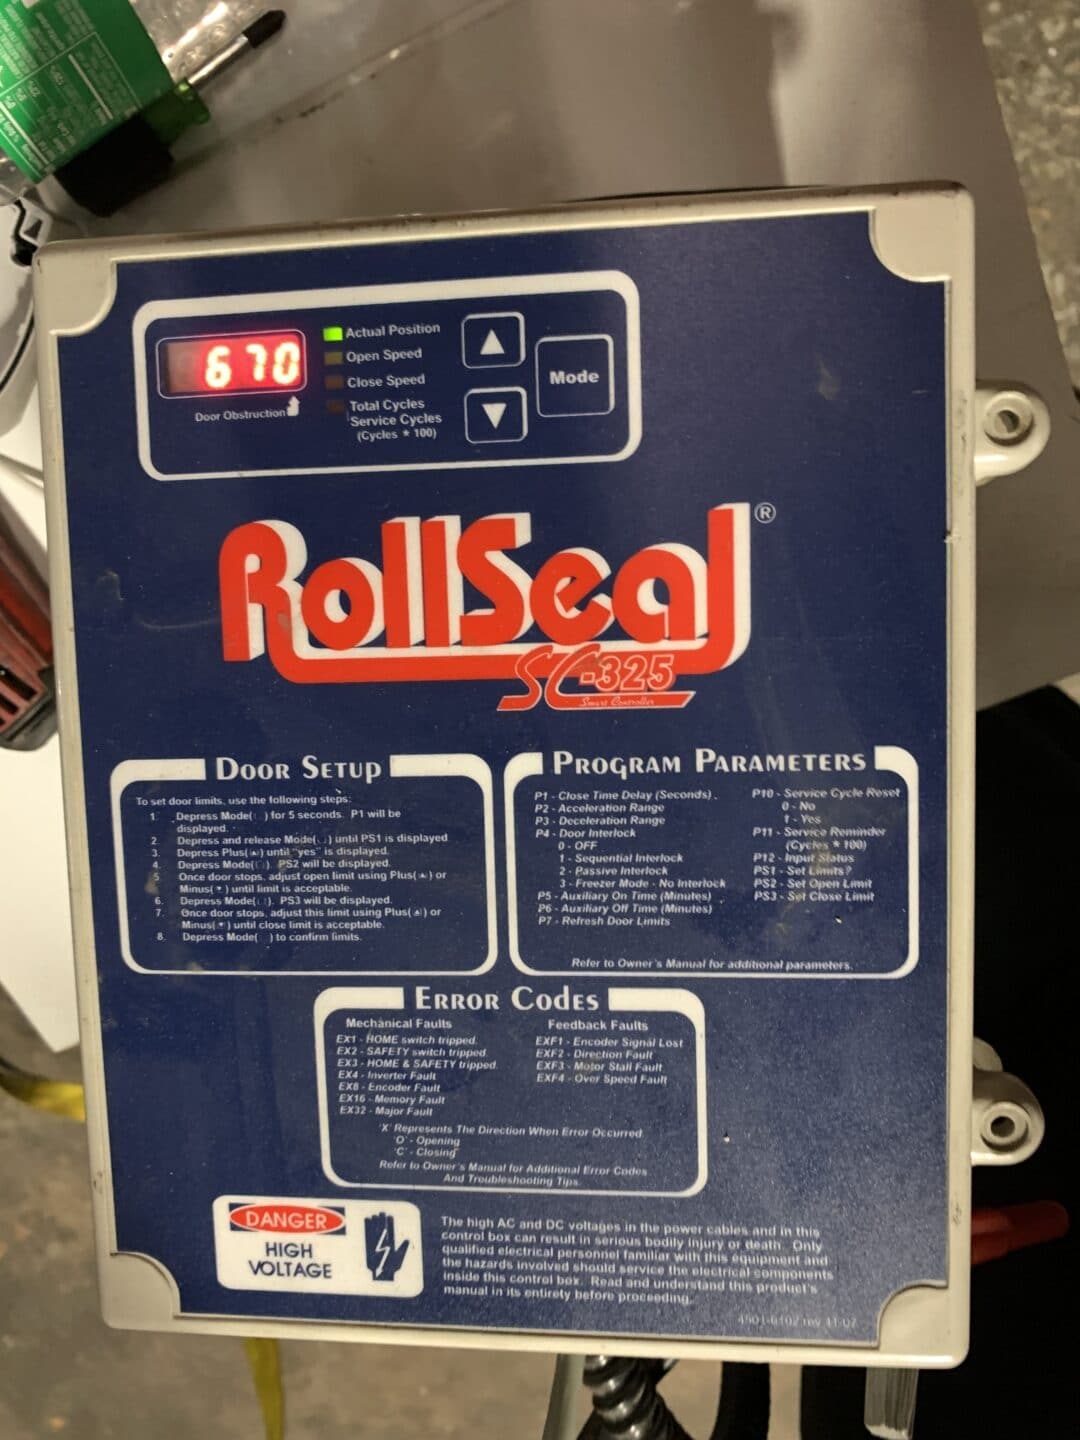 670
Door Obstruction
Actual Position
Open Speed
Close Speed
Total Cycles
Service Cycles
(Cycles * 100)
▲
▼
Mode
RollSeal®
SC-325
Smart Controller
DOOR SETUP
To set door limits, use the following steps:
1. Depress Mode( ) for 5 seconds. P1 will be
displayed.
2. Depress and release Mode( ) until PS1 is displayed
3. Depress Plus(▲) until "yes" is displayed.
4. Depress Mode( ). PS2 will be displayed.
5. Once door stops, adjust open limit using Plus(▲) or
Minus(▼) until limit is acceptable.
6. Depress Mode( ). PS3 will be displayed.
7. Once door stops, adjust this limit using Plus(▲) or
Minus(▼) until close limit is acceptable.
8. Depress Mode( ) to confirm limits.
PROGRAM PARAMETERS
P1 - Close Time Delay (Seconds)
P2 - Acceleration Range
P3 - Deceleration Range
P4 - Door Interlock
0 - OFF
1 - Sequential Interlock
2 - Passive Interlock
3 - Freezer Mode - No Interlock
P5 - Auxiliary On Time (Minutes)
P6 - Auxiliary Off Time (Minutes)
P7 - Refresh Door Limits
P10 - Service Cycle Reset
0 - No
1 - Yes
P11 - Service Reminder
(Cycles * 100)
P12 - Input Status
PS1 - Set Limits?
PS2 - Set Open Limit
PS3 - Set Close Limit
Refer to Owner's Manual for additional parameters.
ERROR CODES
Mechanical Faults
EX1 - HOME switch tripped.
EX2 - SAFETY switch tripped
EX3 - HOME & SAFETY tripped
EX4 - Inverter Fault
EX8 - Encoder Fault
EX16 - Memory Fault
EX32 - Major Fault
Feedback Faults
EXF1 - Encoder Signal Lost
EXF2 - Direction Fault
EXF3 - Motor Stall Fault
EXF4 - Over Speed Fault
'X' Represents The Direction When Error Occurred.
'O' - Opening
'C' - Closing
Refer to Owner's Manual for Additional Error Codes
And Troubleshooting Tips.
DANGER
HIGH
VOLTAGE
The high AC and DC voltages in the power cables and in this
control box can result in serious bodily injury or death. Only
qualified electrical personnel familiar with this equipment and
the hazards involved should service the electrical components
inside this control box. Read and understand this product's
manual in its entirety before proceeding.
4901-6102 rev 11-07